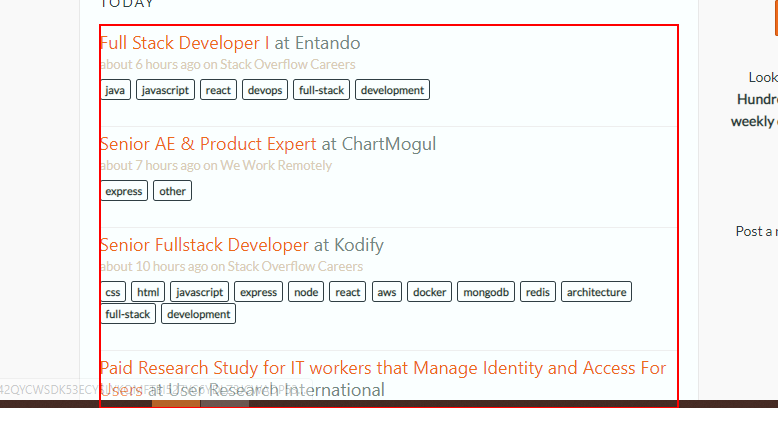 TODAY
Full Stack Developer I at Entando
about 6 hours ago on Stack Overflow Careers
java javascript react devops full-stack development
Senior AE & Product Expert at ChartMogul
about 7 hours ago on We Work Remotely
express other
Senior Fullstack Developer at Kodify
about 10 hours ago on Stack Overflow Careers
css html javascript express node react aws docker mongodb redis architecture
full-stack development
Paid Research Study for IT workers that Manage Identity and Access For
Users at User Research International
Look
Hundre
weekly
Post a